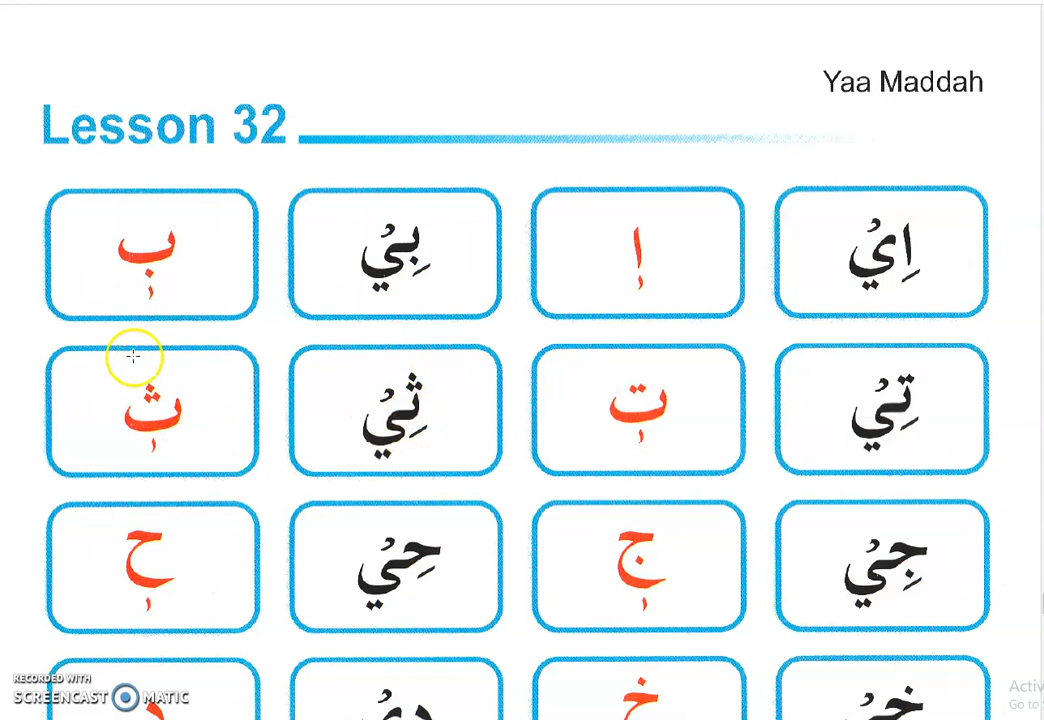 Yaa Maddah
Lesson 32
اِيْ اٖ بِيْ بٖ
تِيْ تٖ ثِيْ ثٖ
جِيْ جٖ حِيْ حٖ
RECORDED WITH
SCREENCAST MATIC